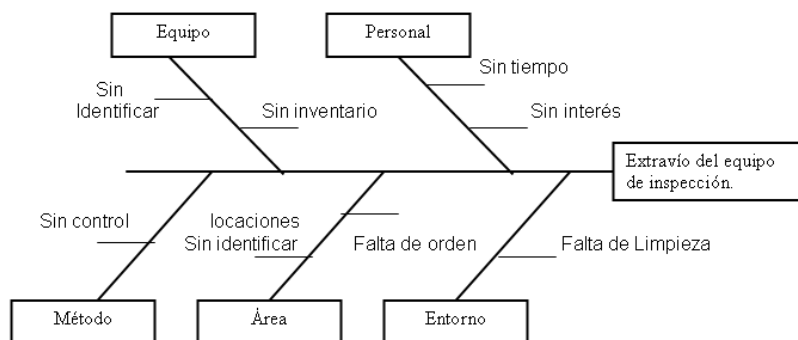 Equipo
Personal
Sin
Identificar
Sin inventario
Sin tiempo
Sin interés
Extravío del equipo
de inspección.
Sin control
locaciones
Sin identificar
Falta de orden
Falta de Limpieza
Método
Área
Entorno